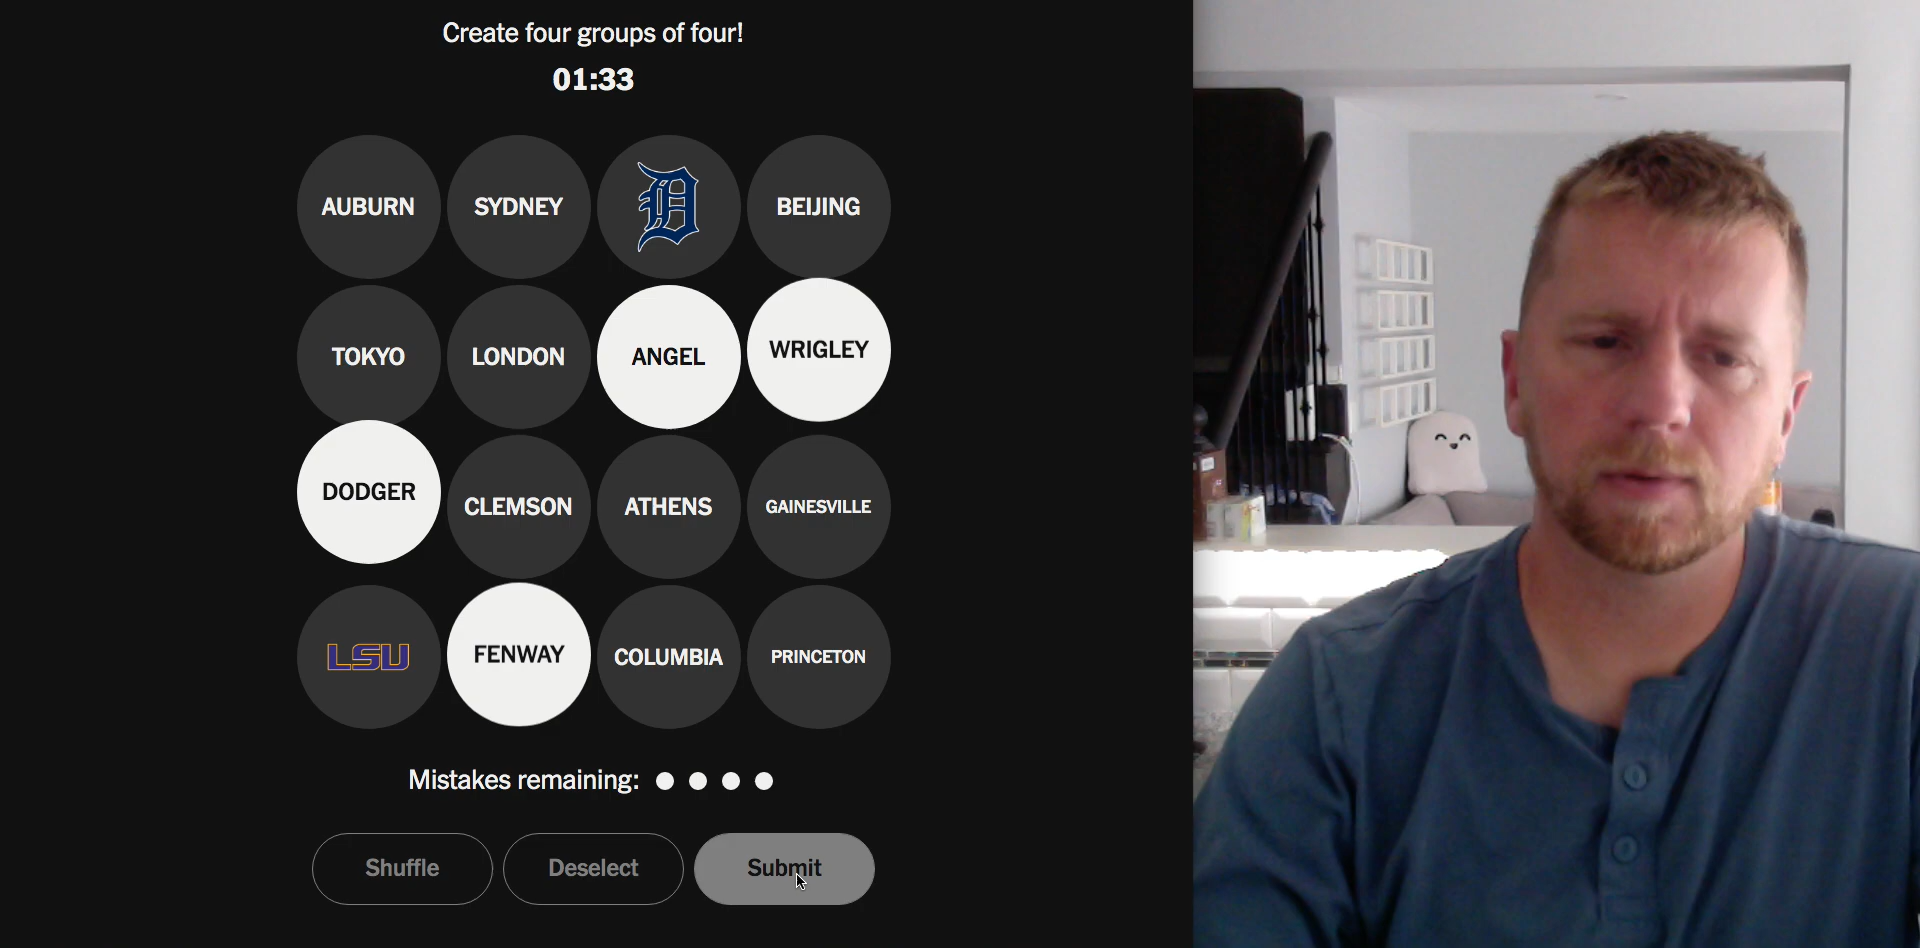 Create four groups of four!
01:33
AUBURN SYDNEY D BEIJING
TOKYO LONDON ANGEL WRIGLEY
DODGER CLEMSON ATHENS GAINESVILLE
LSU FENWAY COLUMBIA PRINCETON
Mistakes remaining:
Shuffle Deselect Submit